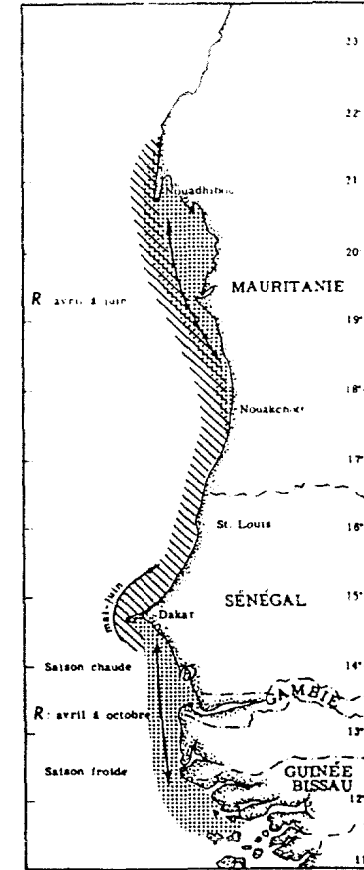 23
22°
21
Nouadhibou
20°
R avril à juin
MAURITANIE
19°
18°
Nouakchott
17°
St. Louis
16°
mai-juin
15°
SÉNÉGAL
Dakar
Saison chaude
14°
GAMBIE
R: avril à octobre
13°
Saison froide
GUINÉE
BISSAU
12°
11